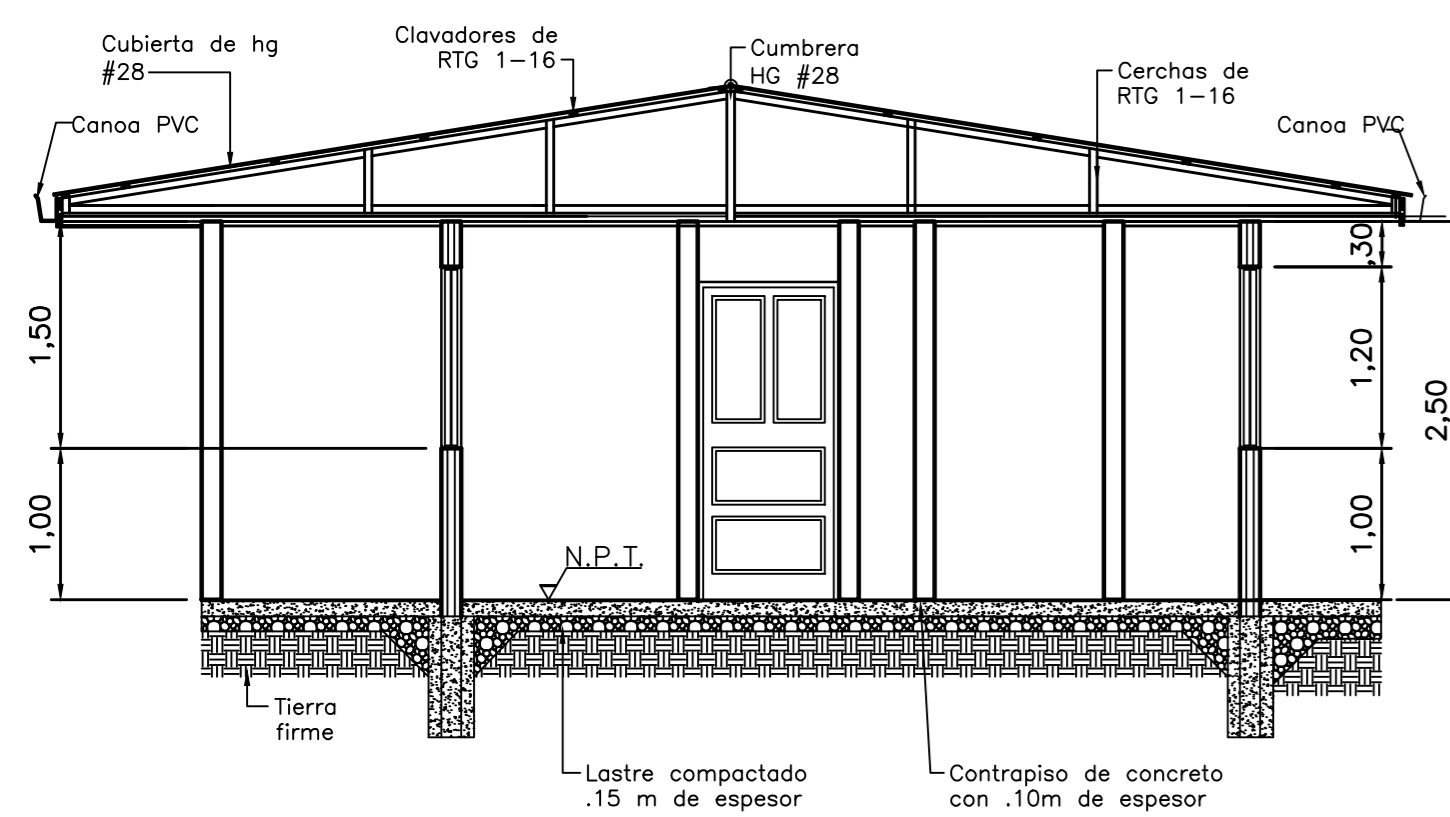 Cubierta de hg
#28
Clavadores de
RTG 1-16
Cumbrera
HG #28
Cerchas de
RTG 1-16
Canoa PVC
Canoa PVC
,30
1,50
1,20
2,50
1,00
1,00
N.P.T.
Tierra
firme
Lastre compactado
.15 m de espesor
Contrapiso de concreto
con .10m de espesor